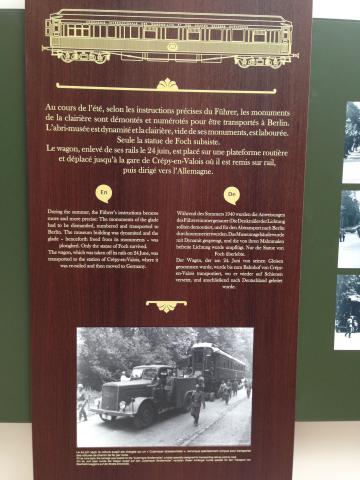 Au cours de l'été, selon les instructions précises du Führer, les monuments
de la clairière sont démontés et numérotés pour être transportés à Berlin.
L'abri-musée est dynamité et la clairière, vide de ses monuments, est labourée.
Seule la statue de Foch subsiste.
Le wagon, enlevé de ses rails le 24 juin, est placé sur une plateforme routière
et déplacé jusqu'à la gare de Crépy-en-Valois où il est remis sur rail,
puis dirigé vers l'Allemagne.
En
During the summer, the Führer's instructions became
more and more precise: The monuments of the glade
had to be dismantled, numbered and transported to
Berlin. The museum building was dynamited and the
glade - henceforth freed from its monuments - was
ploughed. Only the statue of Foch survived.
The wagon, which was taken off its rails on 24 June, was
transported to the station of Crépy-en-Valois, where it
was re-railed and then moved to Germany.
De
Während des Sommers 1940 wurden die Anweisungen
des Führers immer genauer: Die Denkmäler der Lichtung
sollten demontiert, und für den Abtransport nach Berlin
durchnummeriert werden. Das Museumsgebäude wurde
mit Dynamit gesprengt, und die von ihren Mahnmalen
befreite Lichtung wurde umpflügt. Nur die Statue von
Foch überlebte.
Der Wagen, der am 24. Juni von seinen Gleisen
genommen wurde, wurde bis zum Bahnhof von Crépy-
en-Valois transportiert, wo er wieder auf Schienen
versetzt, und anschließend nach Deutschland geleitet
wurde.